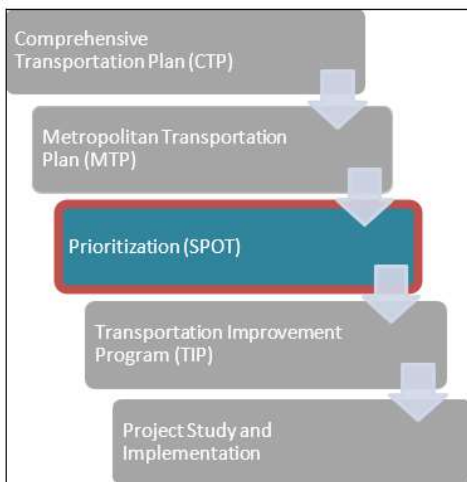 Comprehensive
Transportation Plan (CTP)
Metropolitan Transportation
Plan (MTP)
Prioritization (SPOT)
Transportation Improvement
Program (TIP)
Project Study and
Implementation